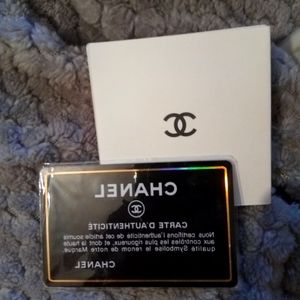 CHANEL
CARTE D'AUTHENTICITÉ
Nous certifions l'authenticité de cet article soumis
aux contrôles les plus rigoureux, et dont la haute
qualité Symbolise le renom de notre Marque.
CHANEL